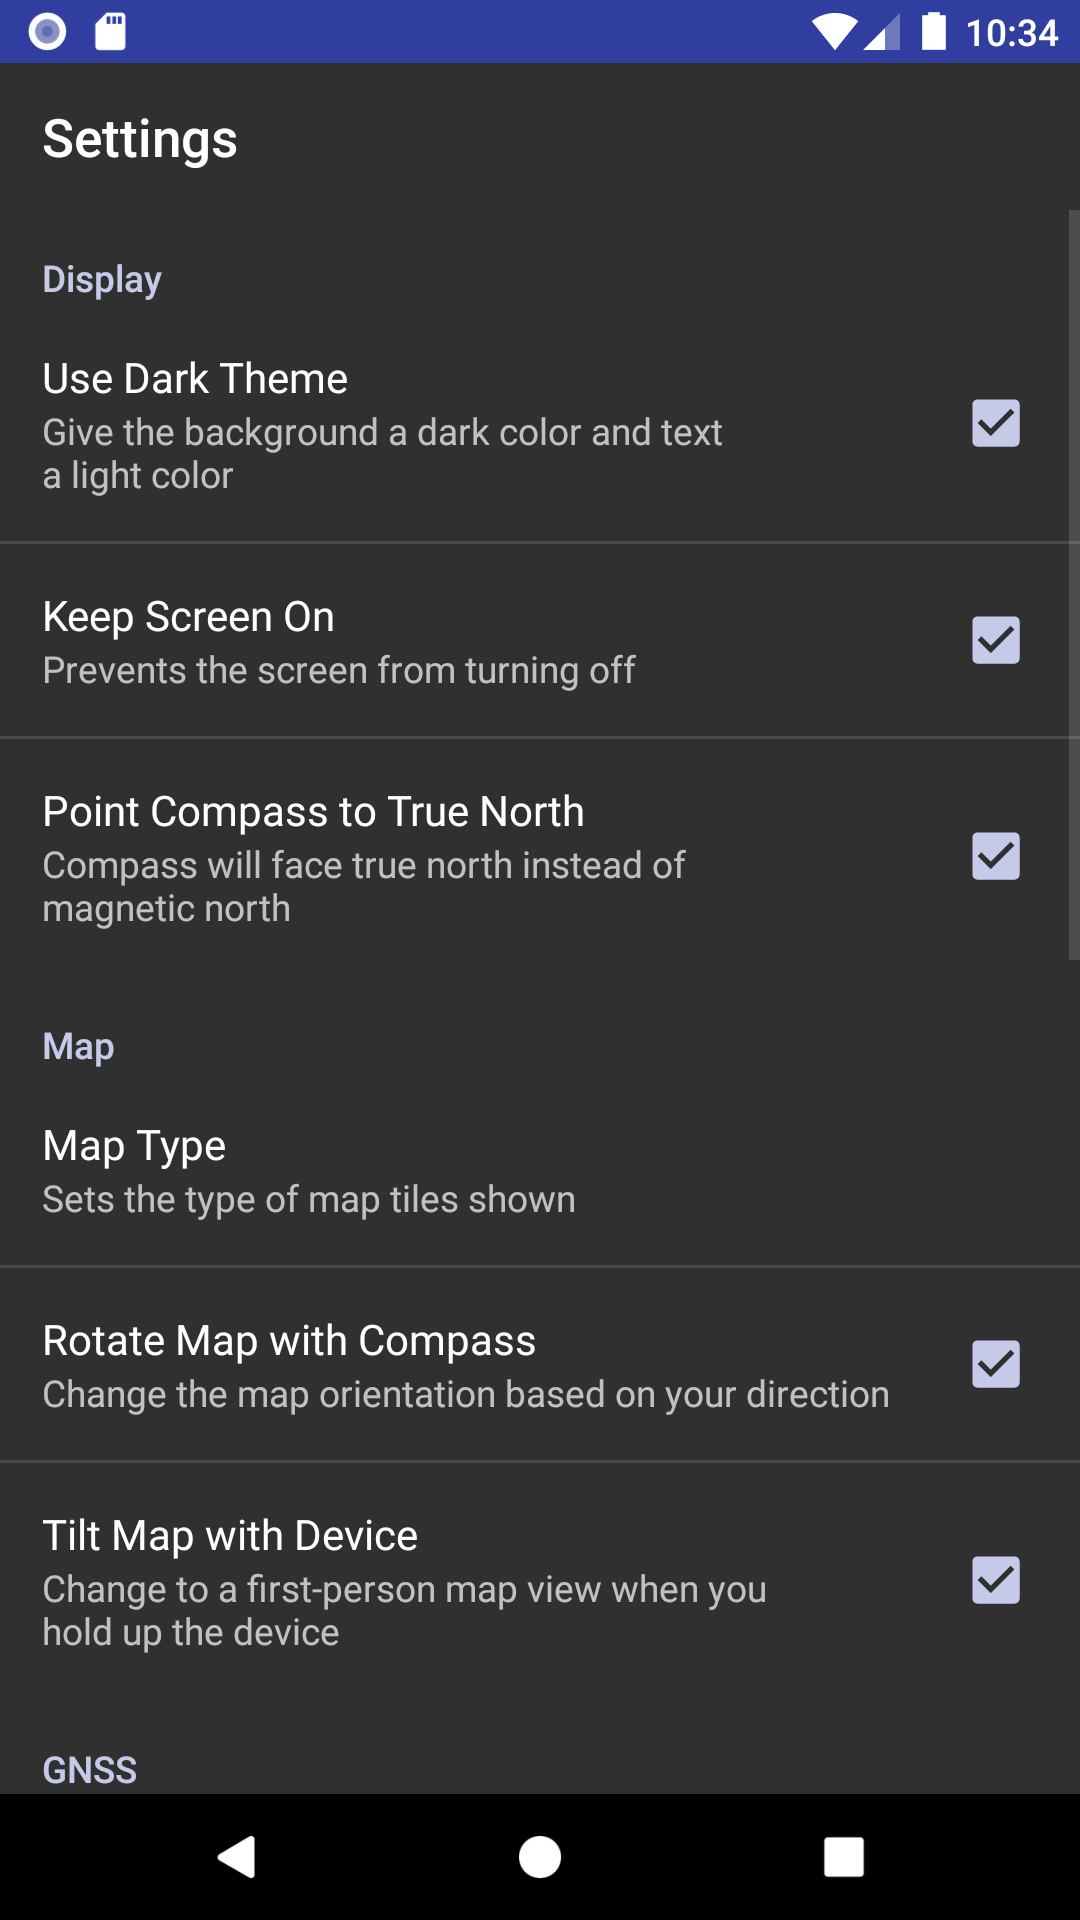 10:34
Settings
Display
Use Dark Theme
Give the background a dark color and text
a light color
Keep Screen On
Prevents the screen from turning off
Point Compass to True North
Compass will face true north instead of
magnetic north
Map
Map Type
Sets the type of map tiles shown
Rotate Map with Compass
Change the map orientation based on your direction
Tilt Map with Device
Change to a first-person map view when you
hold up the device
GNSS